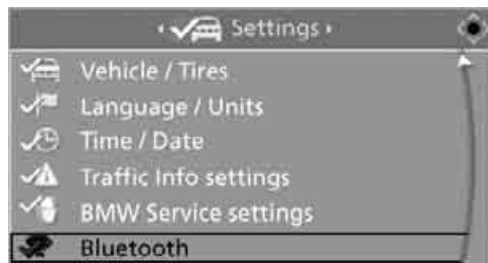 Settings
Vehicle / Tires
Language / Units
Time / Date
Traffic Info settings
BMW Service settings
Bluetooth